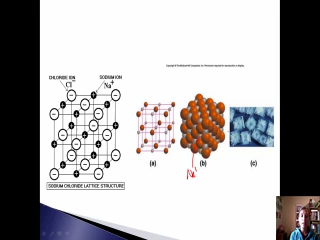 CHLORIDE ION
SODIUM ION
Cl⁻
Na⁺
(a)
(b)
(c)
SODIUM CHLORIDE LATTICE STRUCTURE